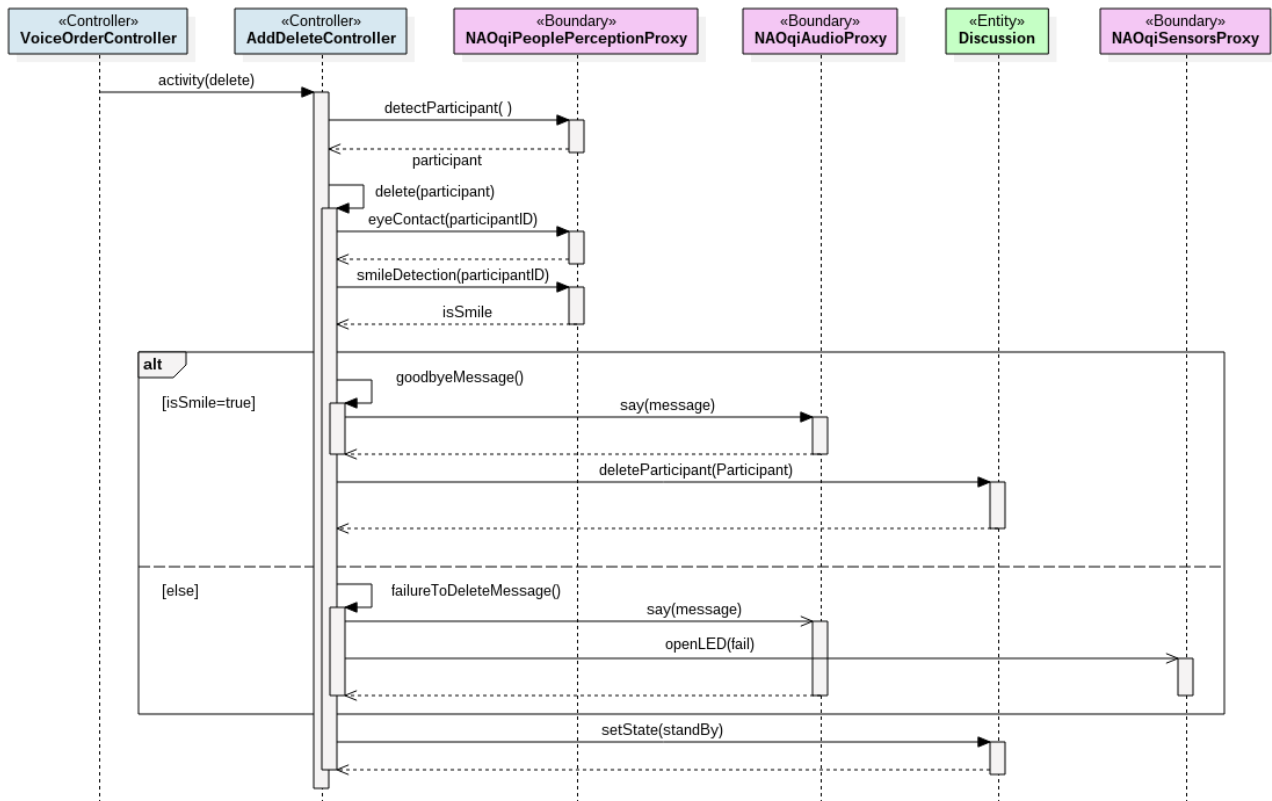 «Controller»
VoiceOrderController
«Controller»
AddDeleteController
«Boundary»
NAOqiPeoplePerceptionProxy
«Boundary»
NAOqiAudioProxy
«Entity»
Discussion
«Boundary»
NAOqiSensorsProxy
activity(delete)
detectParticipant( )
participant
delete(participant)
eyeContact(participantID)
smileDetection(participantID)
isSmile
alt
goodbyeMessage()
[isSmile=true]
say(message)
deleteParticipant(Participant)
[else]
failureToDeleteMessage()
say(message)
openLED(fail)
setState(standBy)